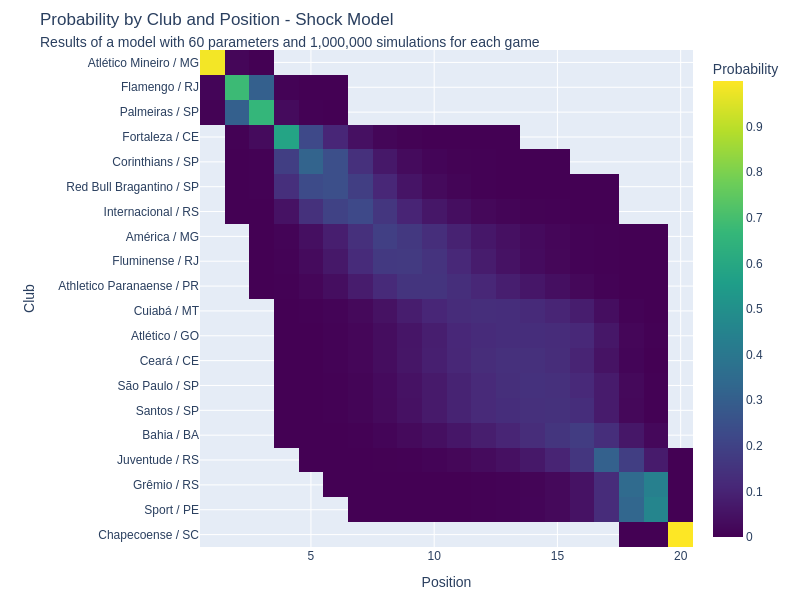 Probability by Club and Position - Shock Model
Results of a model with 60 parameters and 1,000,000 simulations for each game
Probability
Club
Atlético Mineiro / MG
Flamengo / RJ
Palmeiras / SP
Fortaleza / CE
Corinthians / SP
Red Bull Bragantino / SP
Internacional / RS
América / MG
Fluminense / RJ
Athletico Paranaense / PR
Cuiabá / MT
Atlético / GO
Ceará / CE
São Paulo / SP
Santos / SP
Bahia / BA
Juventude / RS
Grêmio / RS
Sport / PE
Chapecoense / SC
5 10 15 20
Position
0.9
0.8
0.7
0.6
0.5
0.4
0.3
0.2
0.1
0